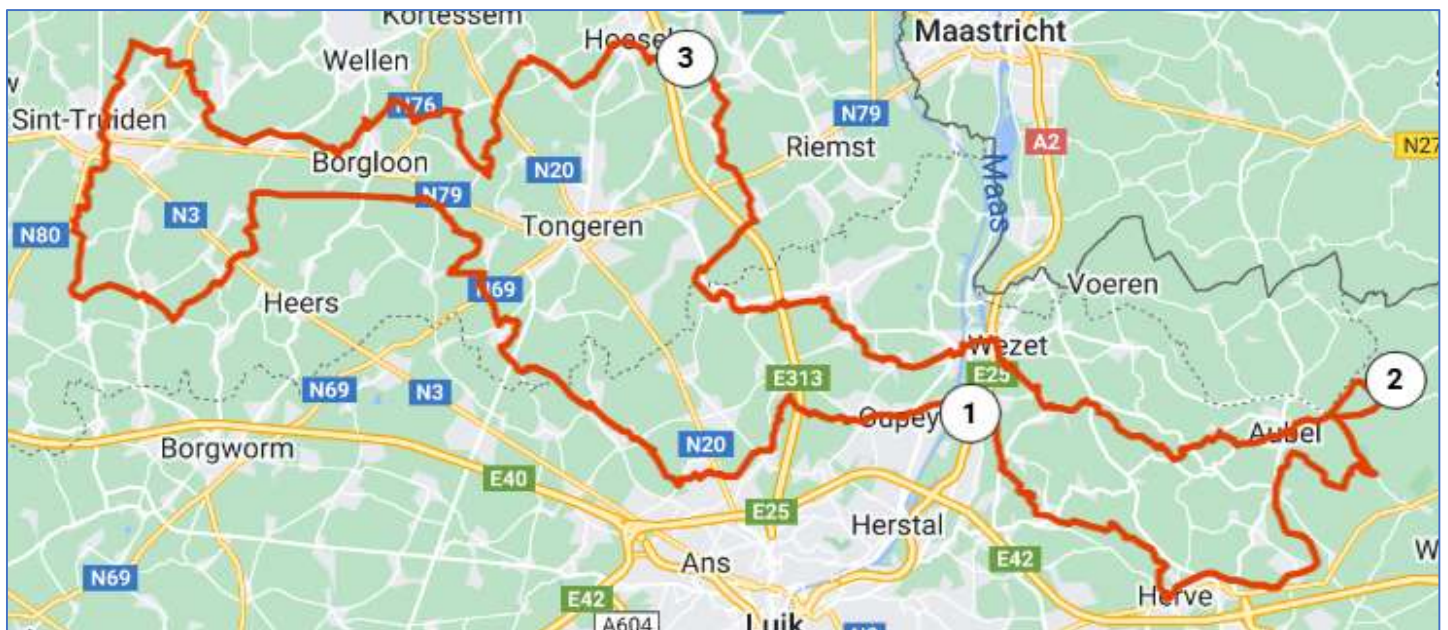 Kortessem
Hoesel
3
Maastricht
Wellen
w
N76
Sint-Truiden
N79
Riemst
A2
N27
Borgloon
N20
Maas
N79
N3
Tongeren
N80
Voeren
Heers
N69
Wezet
E25
E313
2
N69
N3
Oupey
1
Aubel
Borgworm
N20
E40
E25
Herstal
W
E42
Ans
N69
Herve
E42
A604
Luik